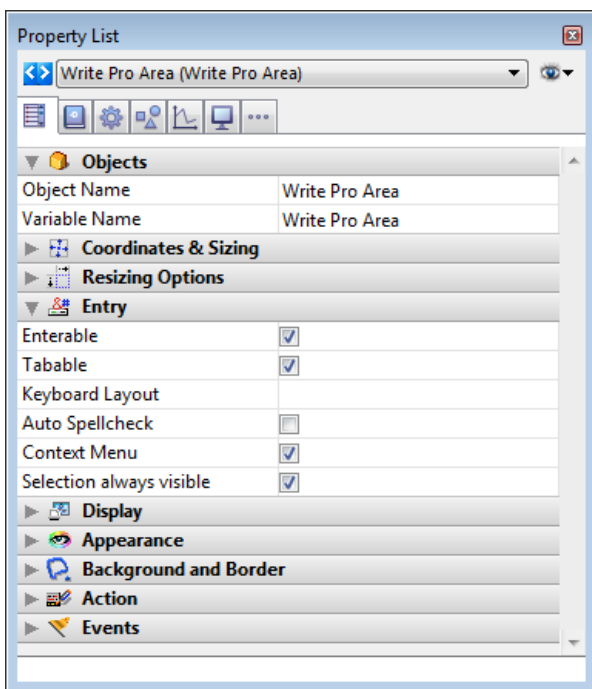 Property List
Write Pro Area (Write Pro Area)
Objects
Object Name Write Pro Area
Variable Name Write Pro Area
Coordinates & Sizing
Resizing Options
Entry
Enterable
Tabable
Keyboard Layout
Auto Spellcheck
Context Menu
Selection always visible
Display
Appearance
Background and Border
Action
Events